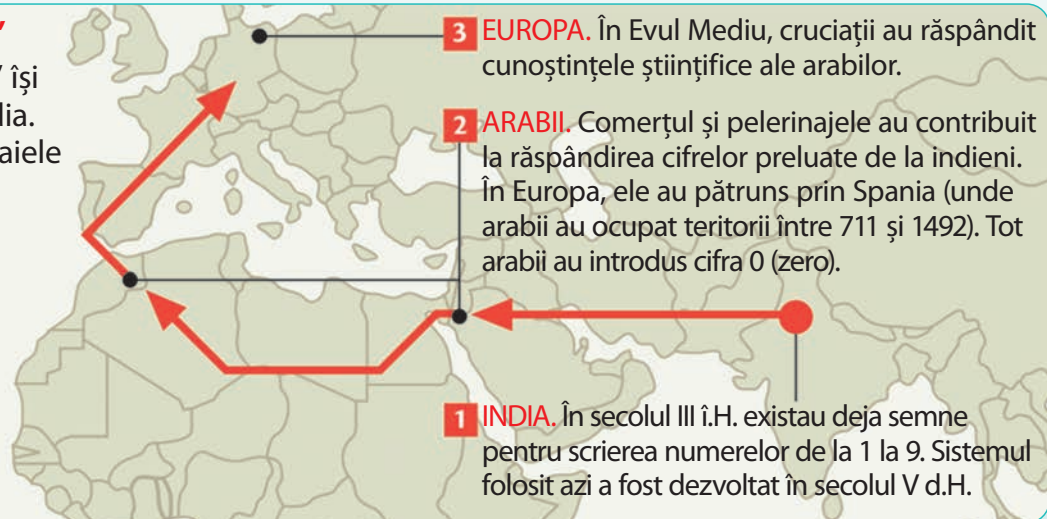 își
dia.
aiele
3 EUROPA. În Evul Mediu, cruciații au răspândit
cunoștințele științifice ale arabilor.
2 ARABII. Comerțul și pelerinajele au contribuit
la răspândirea cifrelor preluate de la indieni.
În Europa, ele au pătruns prin Spania (unde
arabii au ocupat teritorii între 711 și 1492). Tot
arabii au introdus cifra 0 (zero).
1 INDIA. În secolul III î.H. existau deja semne
pentru scrierea numerelor de la 1 la 9. Sistemul
folosit azi a fost dezvoltat în secolul V d.H.